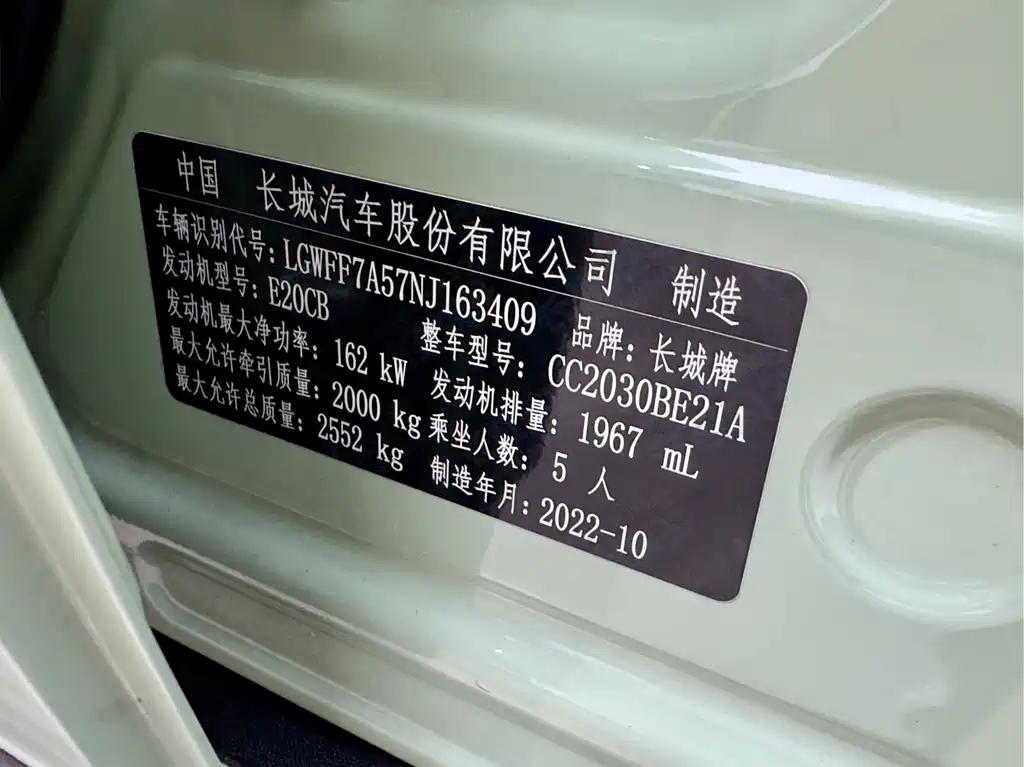 中国 长城汽车股份有限公司 制造
车辆识别代号: LGWFF7A57NJ163409 品牌: 长城牌
发动机型号: E20CB 整车型号: CC2030BE21A
发动机最大净功率: 162 kW 发动机排量: 1967 mL
最大允许牵引质量: 2000 kg 乘坐人数: 5 人
最大允许总质量: 2552 kg 制造年月: 2022-10